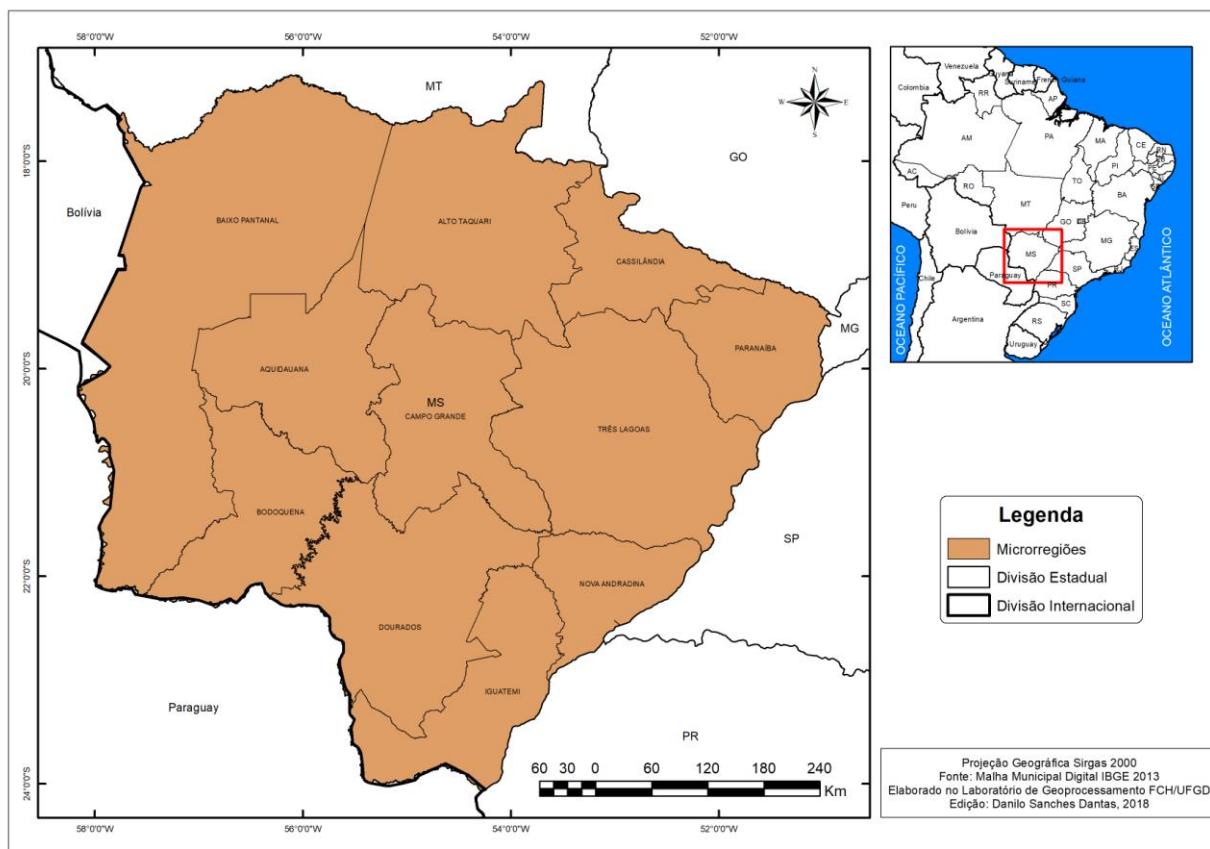 58°0'0"W
56°0'0"W
54°0'0"W
52°0'0"W
MT
GO
18°0'0"S
Bolívia
BAIXO PANTANAL
ALTO TAQUARI
CASSILÂNDIA
MG
PARANAÍBA
20°0'0"S
AQUIDAUANA
MS
CAMPO GRANDE
TRÊS LAGOAS
BODOQUENA
SP
22°0'0"S
NOVA ANDRADINA
DOURADOS
IGUATEMI
Paraguay
PR
24°0'0"S
60 30 0 60 120 180 240
Km
58°0'0"W
56°0'0"W
54°0'0"W
52°0'0"W
N
W E
S
Venezuela
Suriname
French Guiana
Colombia
RR
AP
AM
PA
MA
CE
RN
PI
AC
RO
TO
Peru
MT
BA
GO
Bolívia
MG
MS
SP
Paraguay
PR
Chile
SC
Argentina
RS
Uruguay
OCEANO PACÍFICO
OCEANO ATLÂNTICO
Legenda
Microrregiões
Divisão Estadual
Divisão Internacional
Projeção Geográfica Sirgas 2000
Fonte: Malha Municipal Digital IBGE 2013
Elaborado no Laboratório de Geoprocessamento FCH/UFGD
Edição: Danilo Sanches Dantas, 2018